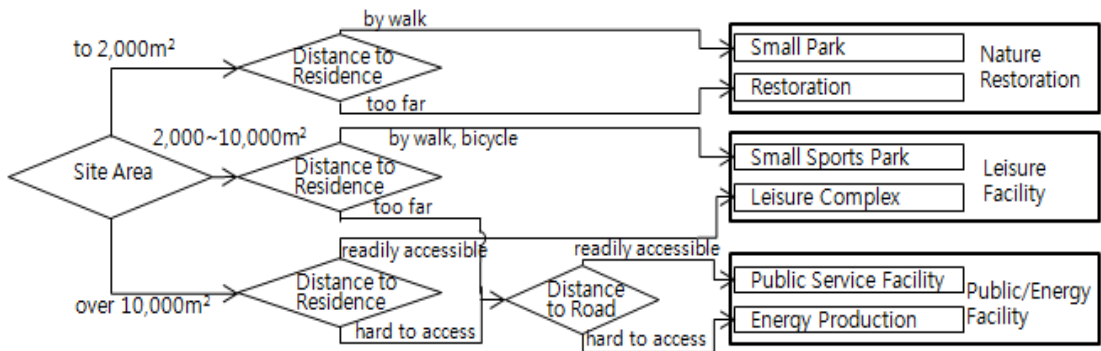 by walk
to 2,000m²
Distance to
Residence
too far
Small Park
Restoration
Nature
Restoration
2,000~10,000m²
by walk, bicycle
Site Area
Distance to
Residence
too far
Small Sports Park
Leisure Complex
Leisure
Facility
readily accessible
over 10,000m²
Distance to
Residence
hard to access
readily accessible
Distance
to Road
hard to access
Public Service Facility
Energy Production
Public/Energy
Facility